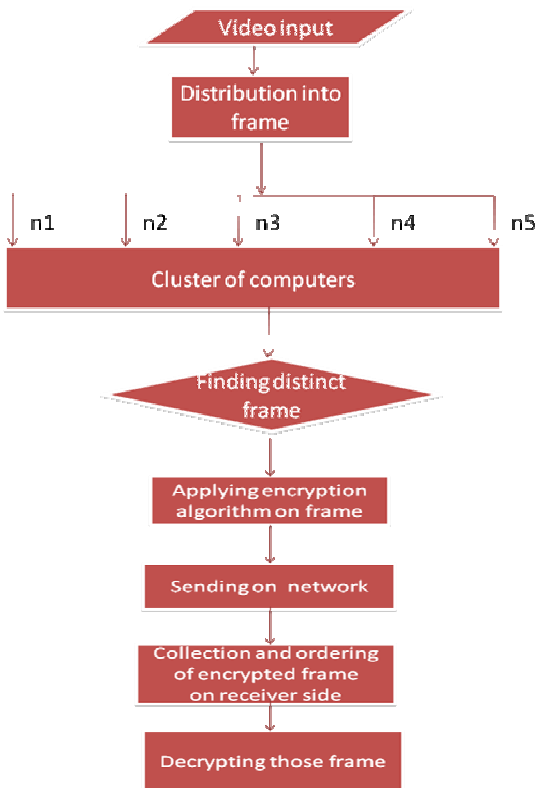 Video input
Distribution into
frame
n1 n2 n3 n4 n5
Cluster of computers
Finding distinct
frame
Applying encryption
algorithm on frame
Sending on network
Collection and ordering
of encrypted frame
on receiver side
Decrypting those frame